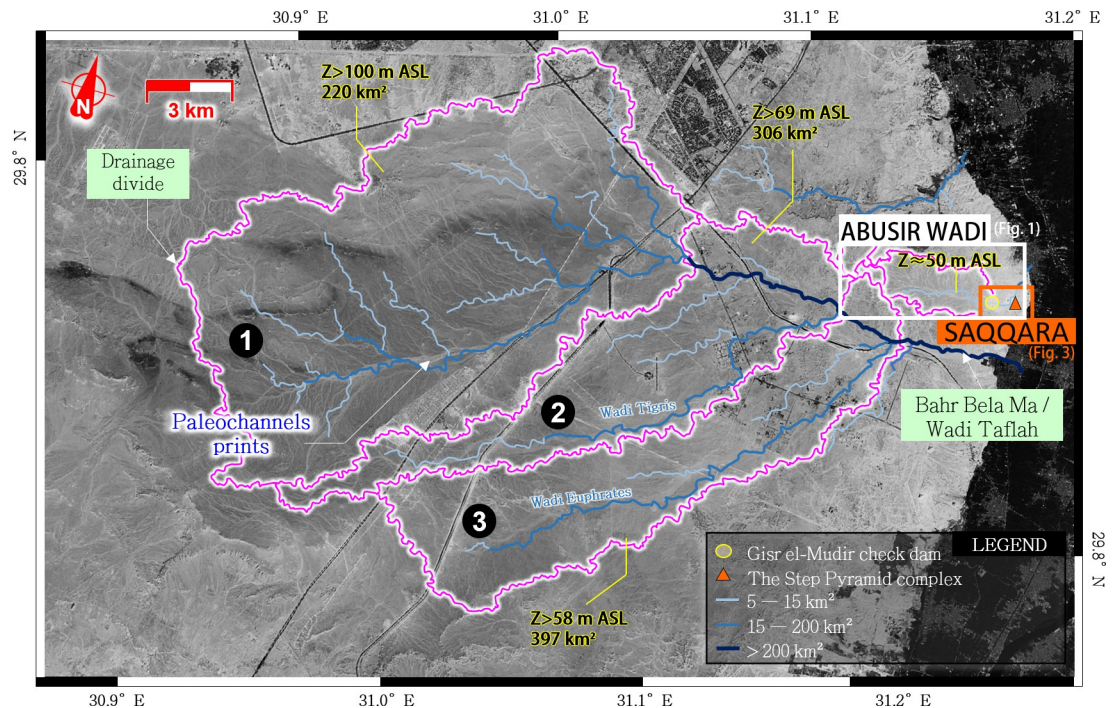 30.9° E
31.0° E
31.1° E
31.2° E
29.8° N
N
3 km
Z>100 m ASL
220 km²
Z>69 m ASL
306 km²
Drainage
divide
ABUSIR WADI (Fig. 1)
Z≈50 m ASL
SAQQARA
(Fig. 3)
1
2
3
Paleochannels
prints
Wadi Tigris
Wadi Euphrates
Bahr Bela Ma /
Wadi Taflah
Z>58 m ASL
397 km²
LEGEND
Gisr el-Mudir check dam
The Step Pyramid complex
5 — 15 km²
15 — 200 km²
> 200 km²
29.8° N
30.9° E
31.0° E
31.1° E
31.2° E